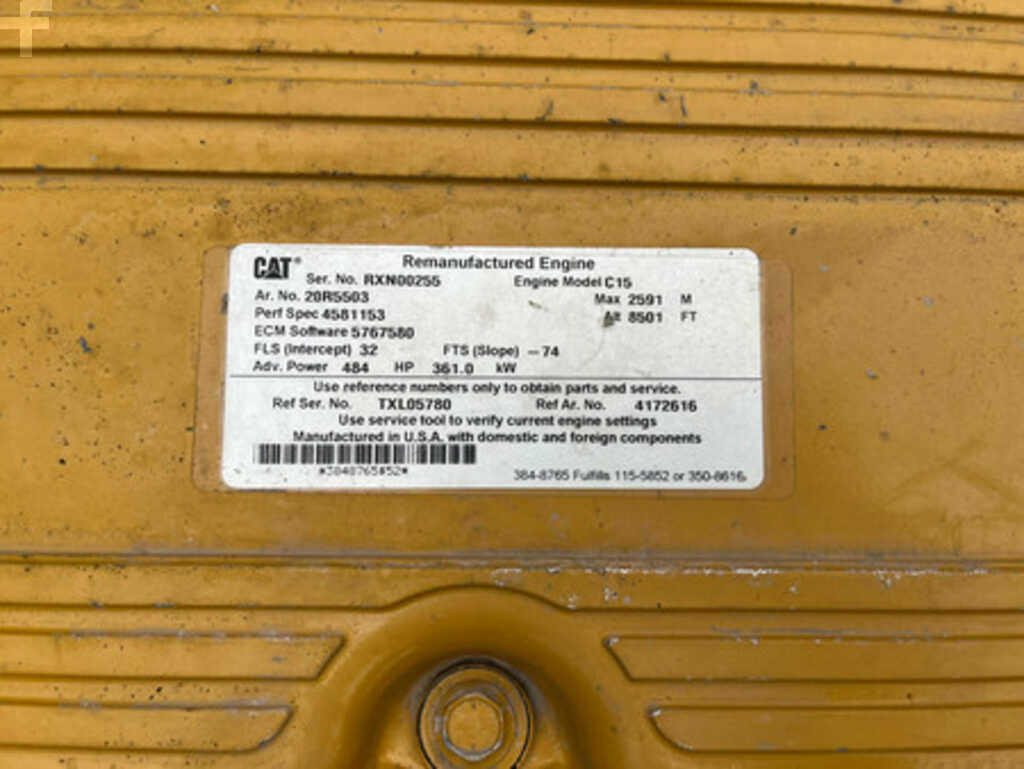 CAT® Remanufactured Engine
Ser. No. RXN00255 Engine Model C15
Ar. No. 20R5503 Max 2591 M
Perf Spec 4581153 Alt 8501 FT
ECM Software 5767580
FLS (Intercept) 32 FTS (Slope) -74
Adv. Power 484 HP 361.0 kW
Use reference numbers only to obtain parts and service.
Ref Ser. No. TXL05780 Ref Ar. No. 4172616
Use service tool to verify current engine settings
Manufactured in U.S.A. with domestic and foreign components
*3848765#52*
384-8765 Fulfills 115-5852 or 350-8616